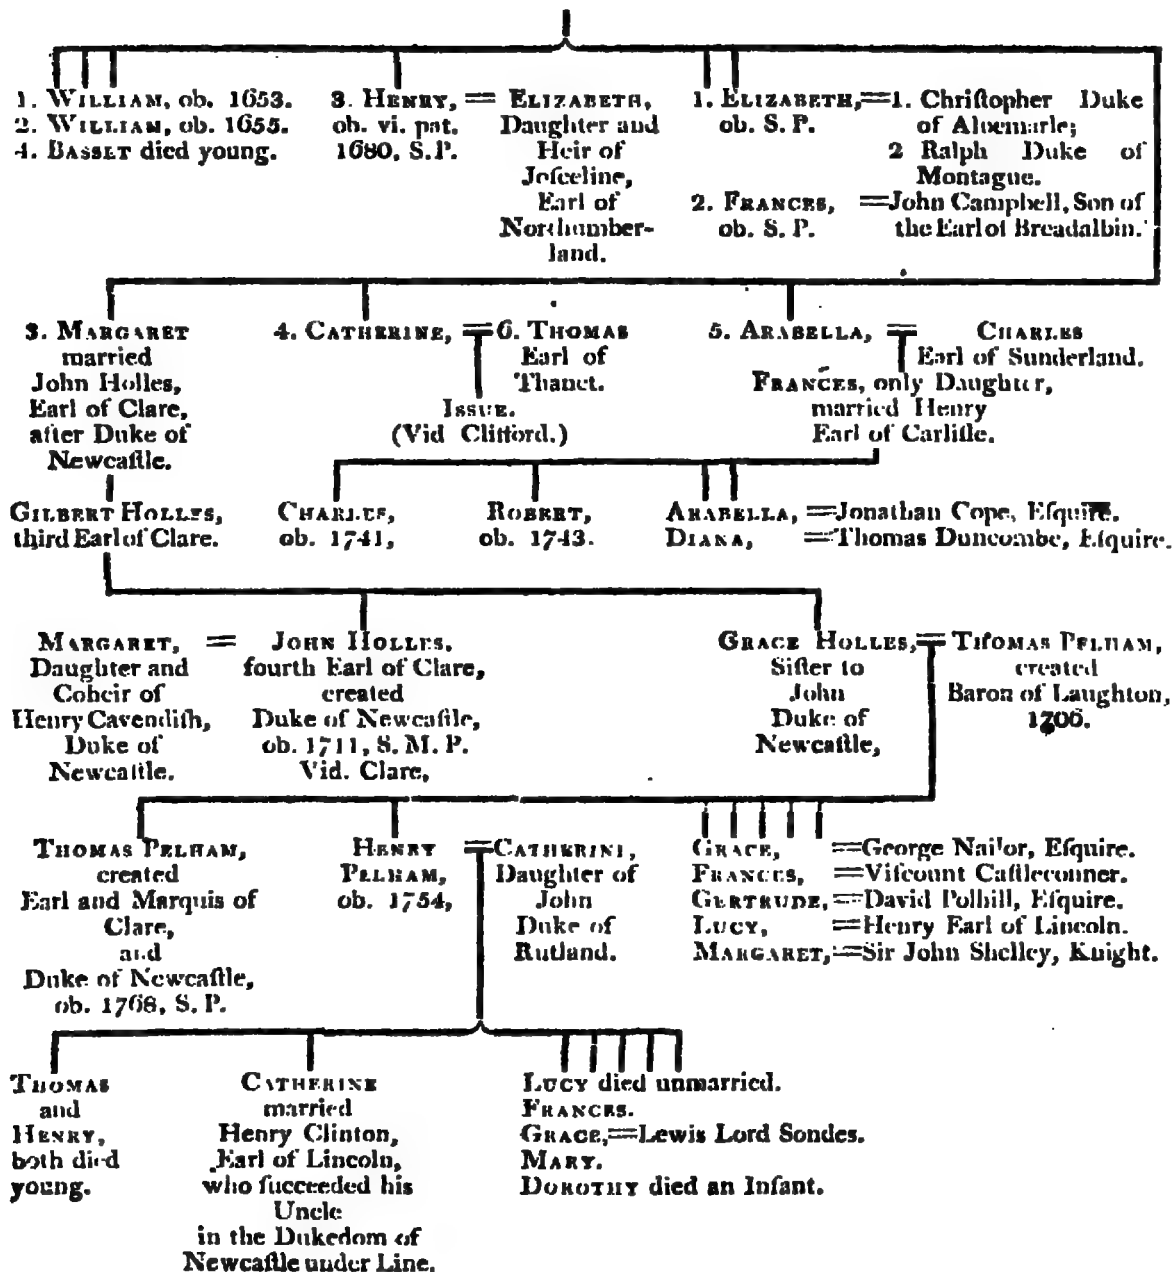 1. WILLIAM, ob. 1653.
2. WILLIAM, ob. 1655.
4. BASSET died young.
3. HENRY, =
ob. vi. pat.
1680, S.P.
ELIZABETH,
Daughter and
Heir of
Joſceline,
Earl of
Northumber-
land.
1. ELIZABETH,=1. Chriſtopher Duke
ob. S. P. of Albemarle;
2 Ralph Duke of
Montague.
2. FRANCES, =John Campbell, Son of
ob. S. P. the Earl of Breadalbin.
3. MARGARET
married
John Holles,
Earl of Clare,
after Duke of
Newcaſtle.
4. CATHERINE, = 6. THOMAS
Earl of
Thanet.
ISSUE.
(Vid Clifford.)
5. ARABELLA, = CHARLES
Earl of Sunderland.
FRANCES, only Daughter,
married Henry
Earl of Carliſle.
GILBERT HOLLES,
third Earl of Clare.
CHARLES,
ob. 1741,
ROBERT,
ob. 1743.
ARABELLA, =Jonathan Cope, Eſquire.
DIANA, =Thomas Duncombe, Eſquire.
MARGARET, =
Daughter and
Coheir of
Henry Cavendiſh,
Duke of
Newcaſtle.
JOHN HOLLES,
fourth Earl of Clare,
created
Duke of Newcaſtle,
ob. 1711, S. M. P.
Vid. Clare,
GRACE HOLLES,=
Siſter to
John
Duke of
Newcaſtle,
THOMAS PELHAM,
created
Baron of Laughton,
1706.
THOMAS PELHAM,
created
Earl and Marquis of
Clare,
and
Duke of Newcaſtle,
ob. 1768, S. P.
HENRY =
PELHAM,
ob. 1754,
CATHERINE,
Daughter of
John
Duke of
Rutland.
GRACE, =George Nailor, Eſquire.
FRANCES, =Viſcount Caſtleconner.
GERTRUDE,=David Polhill, Eſquire.
LUCY, =Henry Earl of Lincoln.
MARGARET,=Sir John Shelley, Knight.
THOMAS
and
HENRY,
both died
young.
CATHERINE
married
Henry Clinton,
Earl of Lincoln,
who ſucceeded his
Uncle
in the Dukedom of
Newcaſtle under Line.
LUCY died unmarried.
FRANCES.
GRACE,=Lewis Lord Sondes.
MARY.
DOROTHY died an Infant.